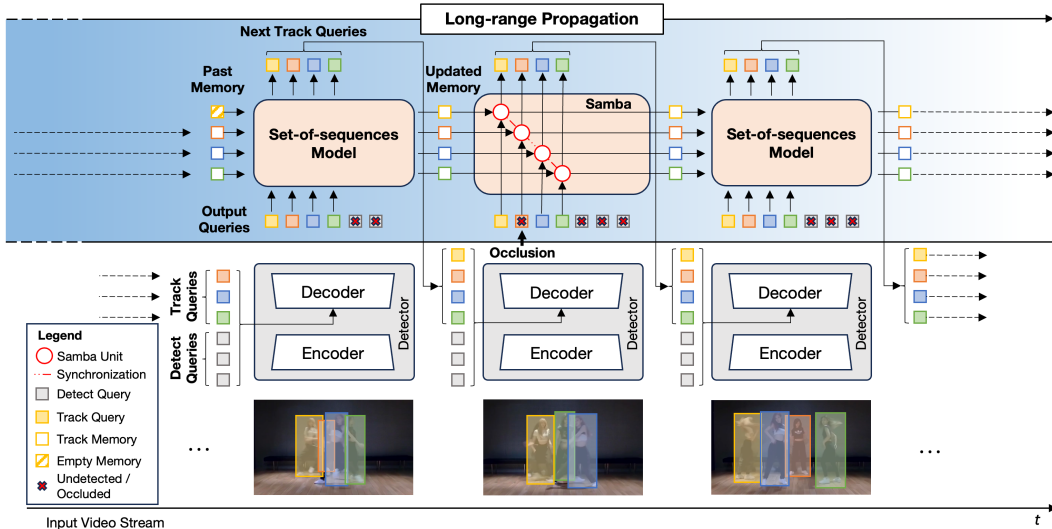 Long-range Propagation
Next Track Queries
Past
Memory
Updated
Memory
Samba
Set-of-sequences
Model
Set-of-sequences
Model
Output
Queries
Occlusion
Track
Queries
Detect
Queries
Decoder
Encoder
Detector
Decoder
Encoder
Detector
Decoder
Encoder
Detector
Legend
Samba Unit
Synchronization
Detect Query
Track Query
Track Memory
Empty Memory
Undetected /
Occluded
...
...
Input Video Stream
t